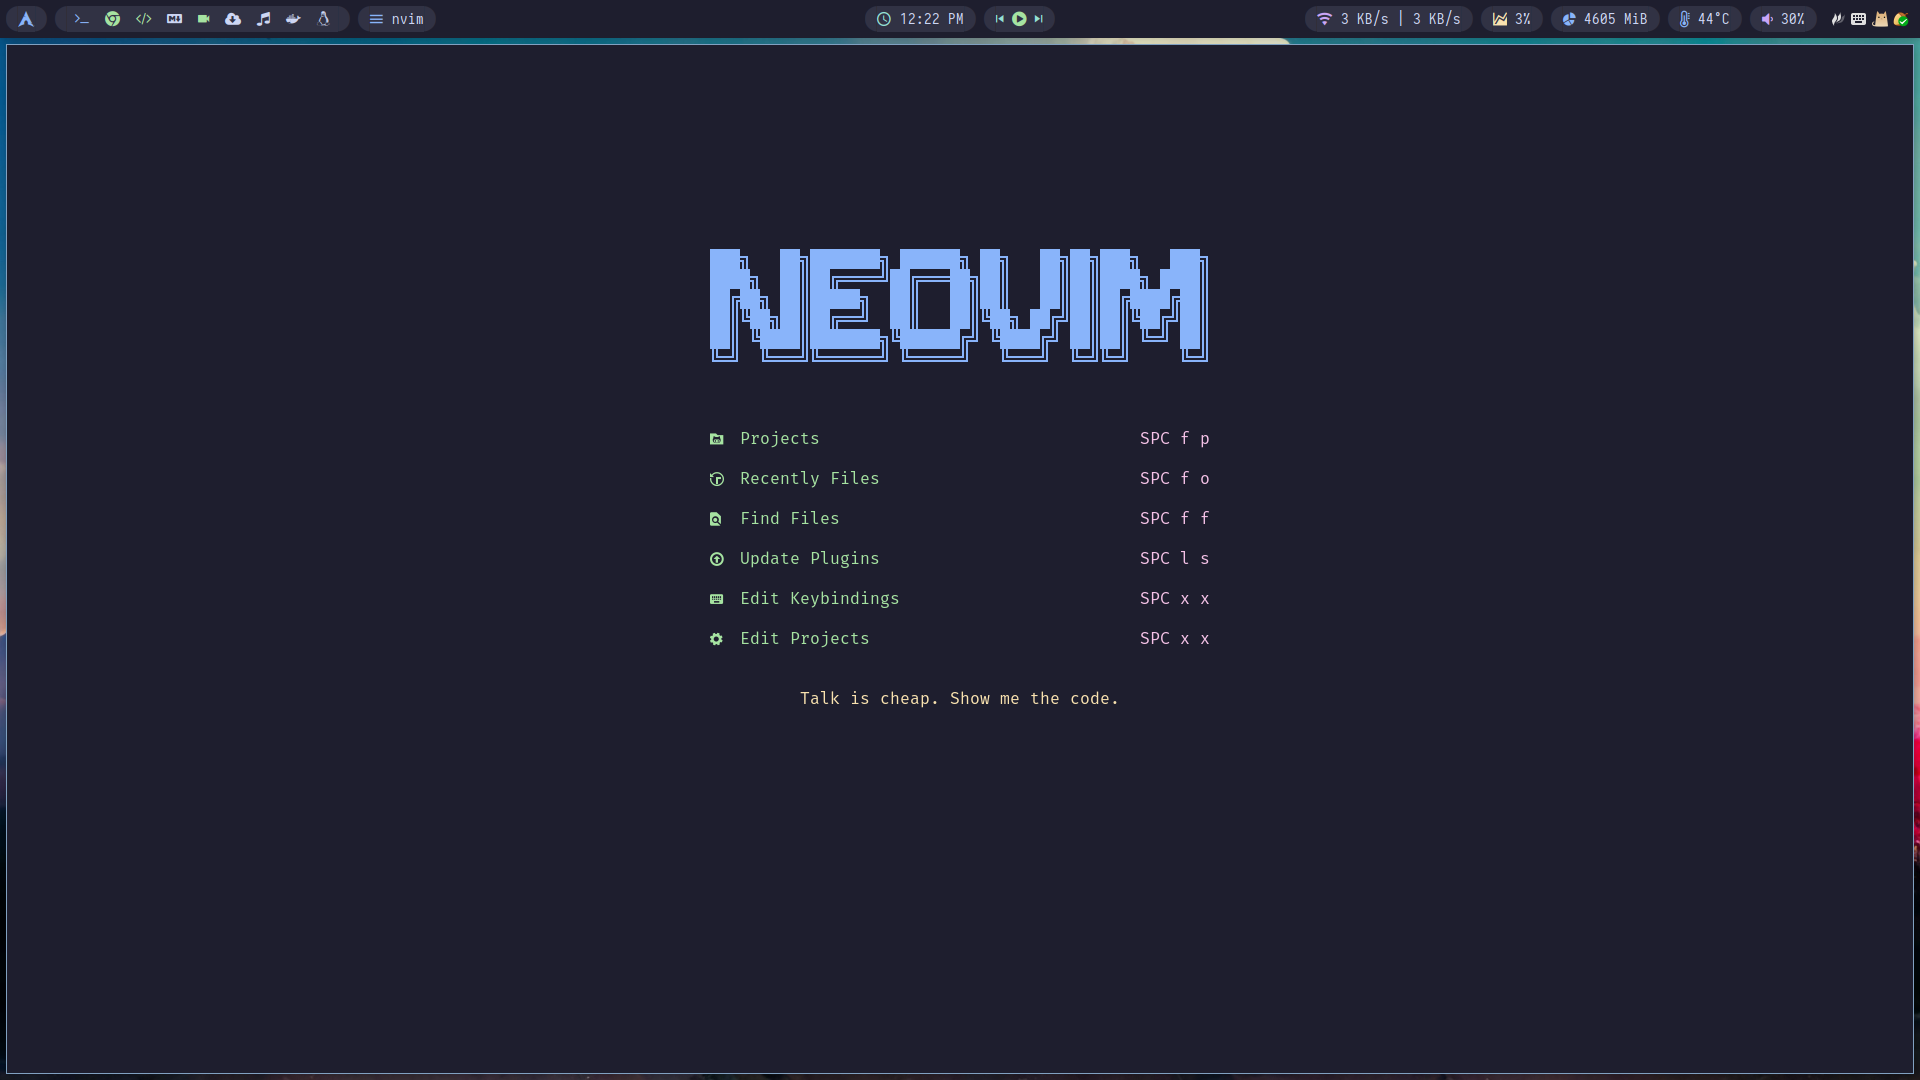 nvim
12:22 PM
3 KB/s | 3 KB/s
3%
4605 MiB
44°C
30%
NEOVIM
Projects SPC f p
Recently Files SPC f o
Find Files SPC f f
Update Plugins SPC l s
Edit Keybindings SPC x x
Edit Projects SPC x x
Talk is cheap. Show me the code.